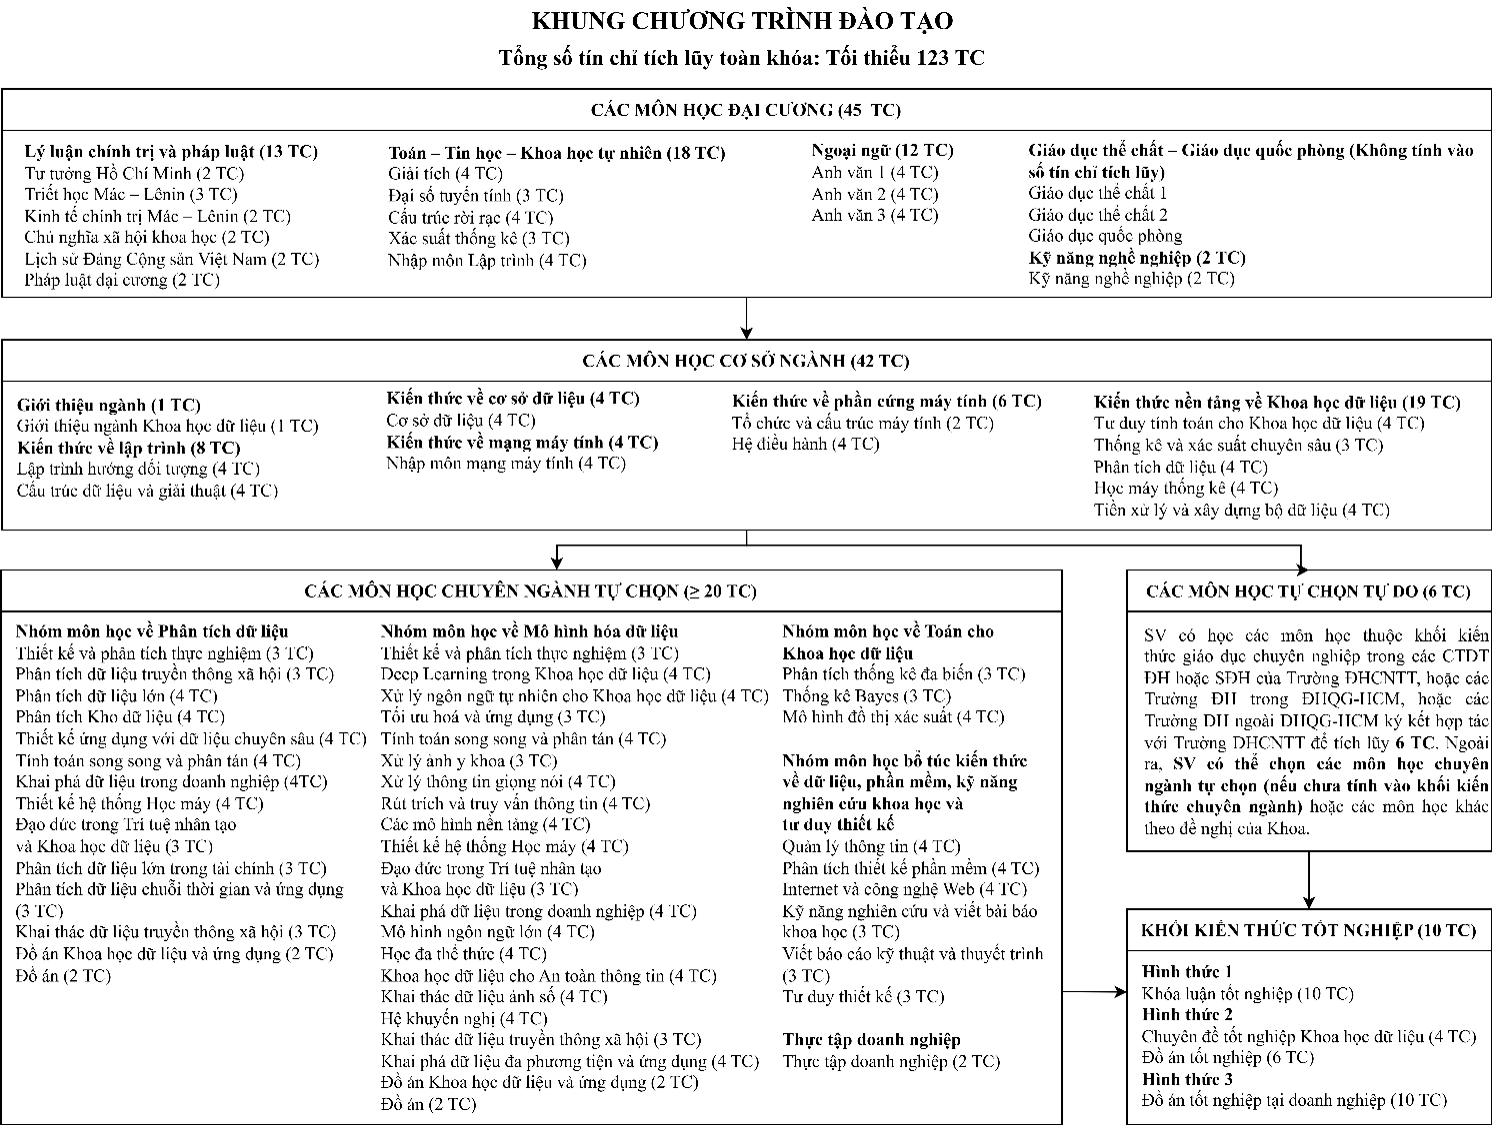 KHUNG CHƯƠNG TRÌNH ĐÀO TẠO
Tổng số tín chỉ tích lũy toàn khóa: Tối thiểu 123 TC
CÁC MÔN HỌC ĐẠI CƯƠNG (45 TC)
Lý luận chính trị và pháp luật (13 TC)
Tư tưởng Hồ Chí Minh (2 TC)
Triết học Mác – Lênin (3 TC)
Kinh tế chính trị Mác – Lênin (2 TC)
Chủ nghĩa xã hội khoa học (2 TC)
Lịch sử Đảng Cộng sản Việt Nam (2 TC)
Pháp luật đại cương (2 TC)
Toán – Tin học – Khoa học tự nhiên (18 TC)
Giải tích (4 TC)
Đại số tuyến tính (3 TC)
Cấu trúc rời rạc (4 TC)
Xác suất thống kê (3 TC)
Nhập môn Lập trình (4 TC)
Ngoại ngữ (12 TC)
Anh văn 1 (4 TC)
Anh văn 2 (4 TC)
Anh văn 3 (4 TC)
Giáo dục thể chất – Giáo dục quốc phòng (Không tính vào
số tín chỉ tích lũy)
Giáo dục thể chất 1
Giáo dục thể chất 2
Giáo dục quốc phòng
Kỹ năng nghề nghiệp (2 TC)
Kỹ năng nghề nghiệp (2 TC)
CÁC MÔN HỌC CƠ SỞ NGÀNH (42 TC)
Giới thiệu ngành (1 TC)
Giới thiệu ngành Khoa học dữ liệu (1 TC)
Kiến thức về lập trình (8 TC)
Lập trình hướng đối tượng (4 TC)
Cấu trúc dữ liệu và giải thuật (4 TC)
Kiến thức về cơ sở dữ liệu (4 TC)
Cơ sở dữ liệu (4 TC)
Kiến thức về mạng máy tính (4 TC)
Nhập môn mạng máy tính (4 TC)
Kiến thức về phần cứng máy tính (6 TC)
Tổ chức và cấu trúc máy tính (2 TC)
Hệ điều hành (4 TC)
Kiến thức nền tảng về Khoa học dữ liệu (19 TC)
Tư duy tính toán cho Khoa học dữ liệu (4 TC)
Thống kê và xác suất chuyên sâu (3 TC)
Phân tích dữ liệu (4 TC)
Học máy thống kê (4 TC)
Tiền xử lý và xây dựng bộ dữ liệu (4 TC)
CÁC MÔN HỌC CHUYÊN NGÀNH TỰ CHỌN (≥ 20 TC)
Nhóm môn học về Phân tích dữ liệu
Thiết kế và phân tích thực nghiệm (3 TC)
Phân tích dữ liệu truyền thông xã hội (3 TC)
Phân tích dữ liệu lớn (4 TC)
Phân tích Kho dữ liệu (4 TC)
Thiết kế ứng dụng với dữ liệu chuyên sâu (4 TC)
Tính toán song song và phân tán (4 TC)
Khai phá dữ liệu trong doanh nghiệp (4TC)
Thiết kế hệ thống Học máy (4 TC)
Đạo đức trong Trí tuệ nhân tạo
và Khoa học dữ liệu (3 TC)
Phân tích dữ liệu lớn trong tài chính (3 TC)
Phân tích dữ liệu chuỗi thời gian và ứng dụng
(3 TC)
Khai thác dữ liệu truyền thông xã hội (3 TC)
Đồ án Khoa học dữ liệu và ứng dụng (2 TC)
Đồ án (2 TC)
Nhóm môn học về Mô hình hóa dữ liệu
Thiết kế và phân tích thực nghiệm (3 TC)
Deep Learning trong Khoa học dữ liệu (4 TC)
Xử lý ngôn ngữ tự nhiên cho Khoa học dữ liệu (4 TC)
Tối ưu hoá và ứng dụng (3 TC)
Tính toán song song và phân tán (4 TC)
Xử lý ảnh y khoa (3 TC)
Xử lý thông tin giọng nói (4 TC)
Rút trích và truy vấn thông tin (4 TC)
Các mô hình nền tảng (4 TC)
Thiết kế hệ thống Học máy (4 TC)
Đạo đức trong Trí tuệ nhân tạo
và Khoa học dữ liệu (3 TC)
Khai phá dữ liệu trong doanh nghiệp (4 TC)
Mô hình ngôn ngữ lớn (4 TC)
Học đa thể thức (4 TC)
Khoa học dữ liệu cho An toàn thông tin (4 TC)
Khai thác dữ liệu ảnh số (4 TC)
Hệ khuyến nghị (4 TC)
Khai thác dữ liệu truyền thông xã hội (3 TC)
Khai phá dữ liệu đa phương tiện và ứng dụng (4 TC)
Đồ án Khoa học dữ liệu và ứng dụng (2 TC)
Đồ án (2 TC)
Nhóm môn học về Toán cho
Khoa học dữ liệu
Phân tích thống kê đa biến (3 TC)
Thống kê Bayes (3 TC)
Mô hình đồ thị xác suất (4 TC)
Nhóm môn học bổ túc kiến thức
về dữ liệu, phần mềm, kỹ năng
nghiên cứu khoa học và
tư duy thiết kế
Quản lý thông tin (4 TC)
Phân tích thiết kế phần mềm (4 TC)
Internet và công nghệ Web (4 TC)
Kỹ năng nghiên cứu và viết bài báo
khoa học (3 TC)
Viết báo cáo kỹ thuật và thuyết trình
(3 TC)
Tư duy thiết kế (3 TC)
Thực tập doanh nghiệp
Thực tập doanh nghiệp (2 TC)
CÁC MÔN HỌC TỰ CHỌN TỰ DO (6 TC)
SV có học các môn học thuộc khối kiến
thức giáo dục chuyên nghiệp trong các CTĐT
ĐH hoặc SĐH của Trường ĐHCNTT, hoặc các
Trường ĐH trong ĐHQG-HCM, hoặc các
Trường ĐH ngoài ĐHQG-HCM ký kết hợp tác
với Trường ĐHCNTT để tích lũy 6 TC. Ngoài
ra, SV có thể chọn các môn học chuyên
ngành tự chọn (nếu chưa tính vào khối kiến
thức chuyên ngành) hoặc các môn học khác
theo đề nghị của Khoa.
KHỐI KIẾN THỨC TỐT NGHIỆP (10 TC)
Hình thức 1
Khóa luận tốt nghiệp (10 TC)
Hình thức 2
Chuyên đề tốt nghiệp Khoa học dữ liệu (4 TC)
Đồ án tốt nghiệp (6 TC)
Hình thức 3
Đồ án tốt nghiệp tại doanh nghiệp (10 TC)